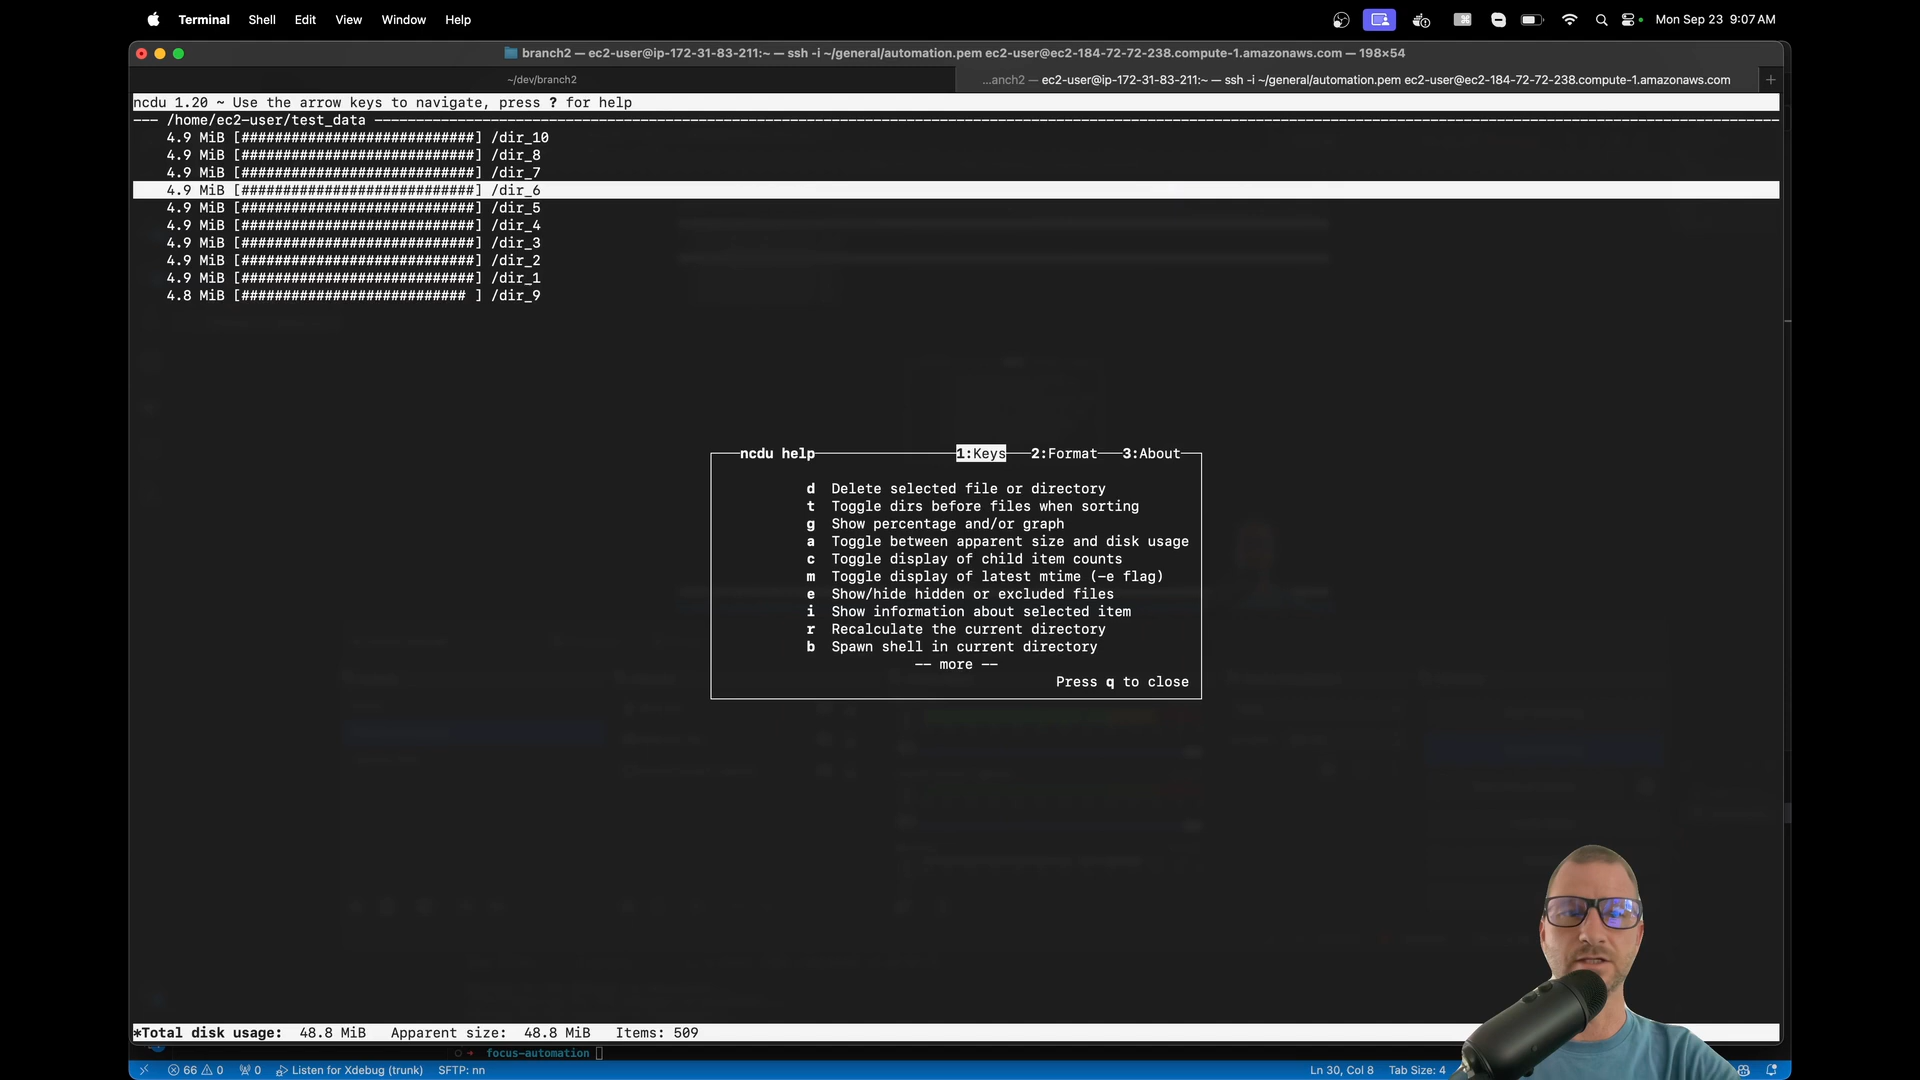 Terminal Shell Edit View Window Help Mon Sep 23 9:07 AM
branch2 — ec2-user@ip-172-31-83-211:~ — ssh -i ~/general/automation.pem ec2-user@ec2-184-72-72-238.compute-1.amazonaws.com — 198×54
~/dev/branch2 ...anch2 — ec2-user@ip-172-31-83-211:~ — ssh -i ~/general/automation.pem ec2-user@ec2-184-72-72-238.compute-1.amazonaws.com +
ncdu 1.20 ~ Use the arrow keys to navigate, press ? for help
--- /home/ec2-user/test_data ---
4.9 MiB [############################] /dir_10
4.9 MiB [############################] /dir_8
4.9 MiB [############################] /dir_7
4.9 MiB [############################] /dir_6
4.9 MiB [############################] /dir_5
4.9 MiB [############################] /dir_4
4.9 MiB [############################] /dir_3
4.9 MiB [############################] /dir_2
4.9 MiB [############################] /dir_1
4.8 MiB [########################### ] /dir_9
ncdu help 1:Keys 2:Format 3:About
d Delete selected file or directory
t Toggle dirs before files when sorting
g Show percentage and/or graph
a Toggle between apparent size and disk usage
c Toggle display of child item counts
m Toggle display of latest mtime (-e flag)
e Show/hide hidden or excluded files
i Show information about selected item
r Recalculate the current directory
b Spawn shell in current directory
-- more --
Press q to close
*Total disk usage: 48.8 MiB Apparent size: 48.8 MiB Items: 509
focus-automation
66 0 0 Listen for Xdebug (trunk) SFTP: nn Ln 30, Col 8 Tab Size: 4